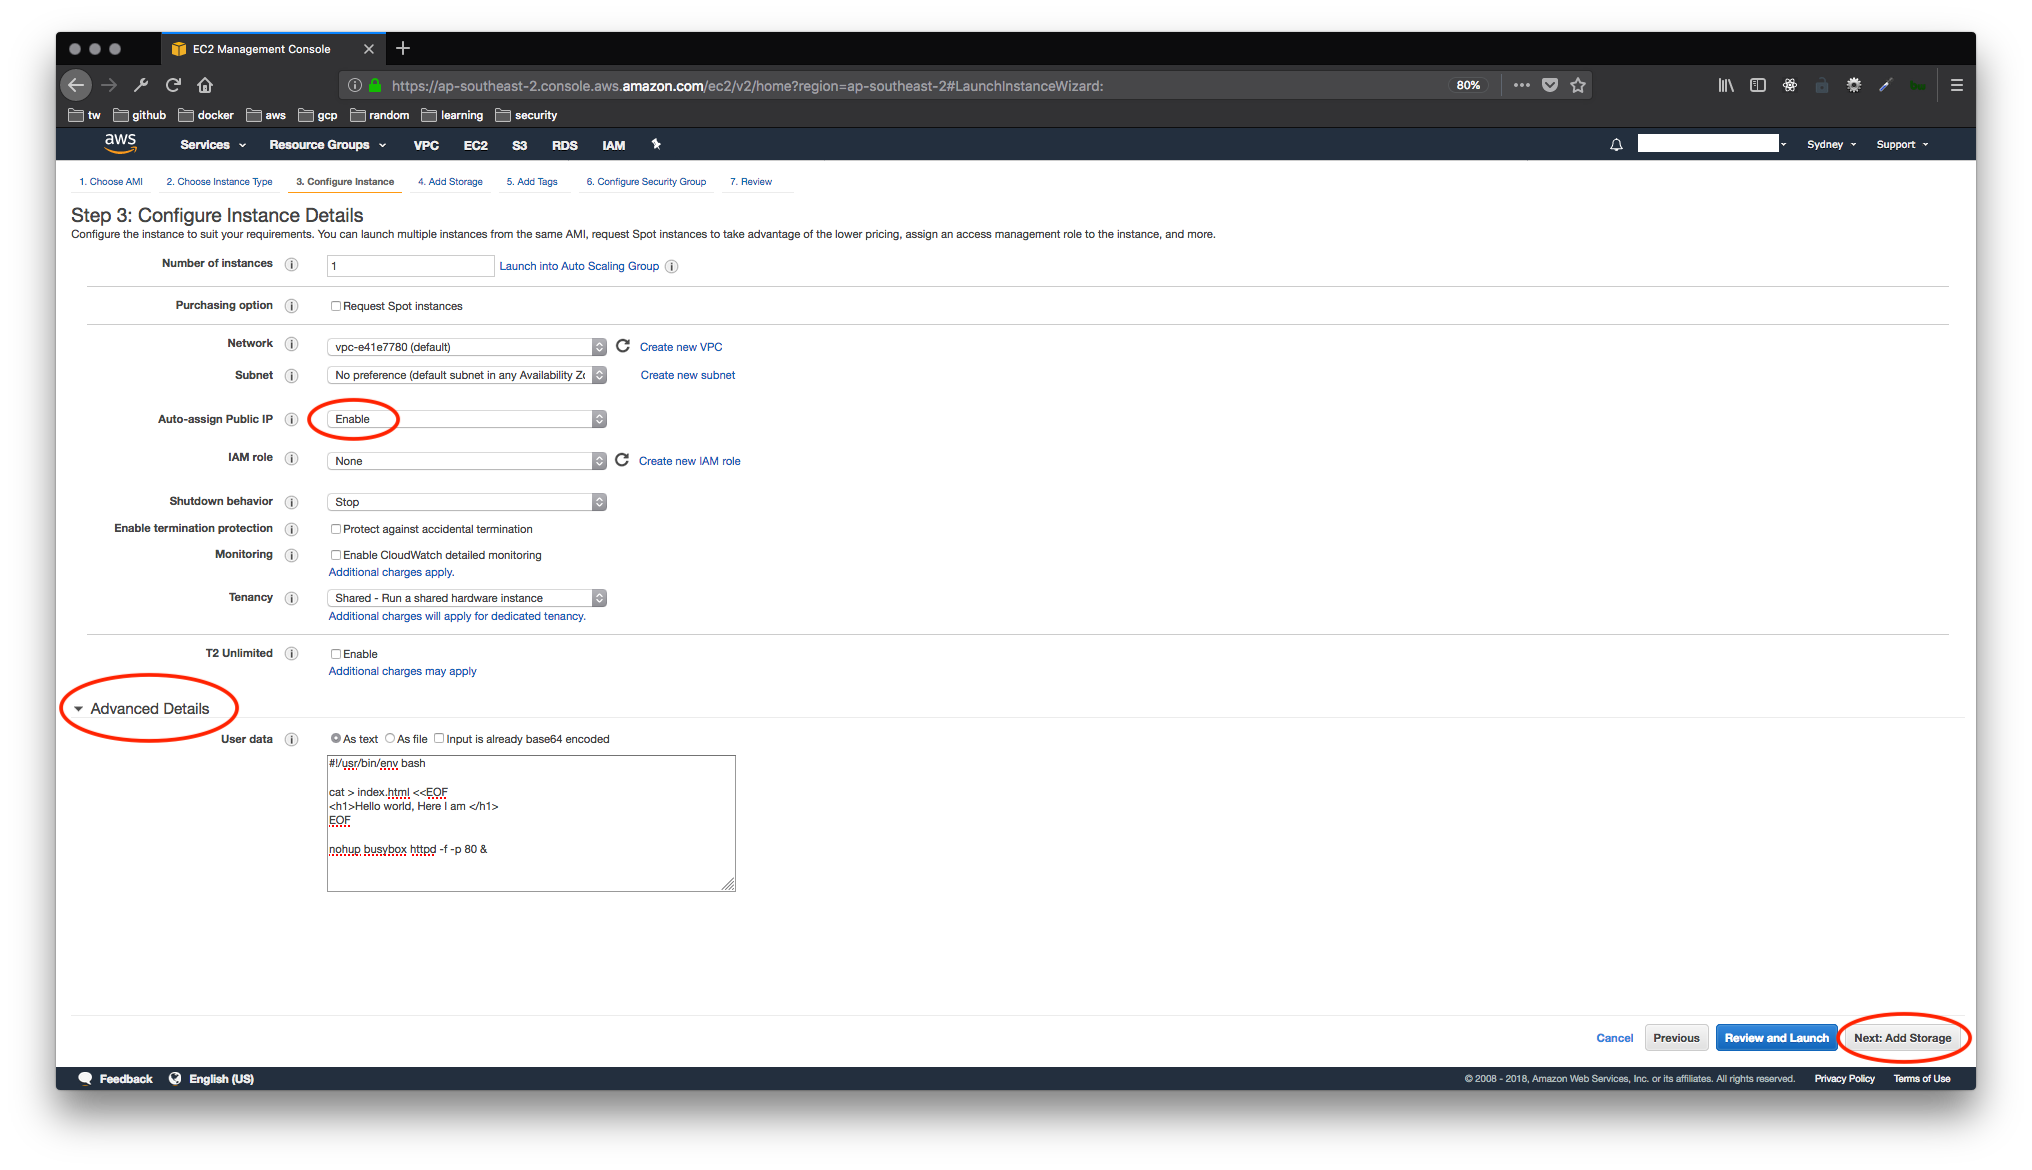 EC2 Management Console
https://ap-southeast-2.console.aws.amazon.com/ec2/v2/home?region=ap-southeast-2#LaunchInstanceWizard:
80%
tw github docker aws gcp random learning security
aws Services Resource Groups VPC EC2 S3 RDS IAM Sydney Support
1. Choose AMI 2. Choose Instance Type 3. Configure Instance 4. Add Storage 5. Add Tags 6. Configure Security Group 7. Review
Step 3: Configure Instance Details
Configure the instance to suit your requirements. You can launch multiple instances from the same AMI, request Spot instances to take advantage of the lower pricing, assign an access management role to the instance, and more.
Number of instances 1 Launch into Auto Scaling Group
Purchasing option Request Spot instances
Network vpc-e41e7780 (default) Create new VPC
Subnet No preference (default subnet in any Availability Zo Create new subnet
Auto-assign Public IP Enable
IAM role None Create new IAM role
Shutdown behavior Stop
Enable termination protection Protect against accidental termination
Monitoring Enable CloudWatch detailed monitoring
Additional charges apply.
Tenancy Shared - Run a shared hardware instance
Additional charges will apply for dedicated tenancy.
T2 Unlimited Enable
Additional charges may apply
Advanced Details
User data As text As file Input is already base64 encoded
#!/usr/bin/env bash
cat > index.html <<EOF
<h1>Hello world, Here I am </h1>
EOF
nohup busybox httpd -f -p 80 &
Cancel Previous Review and Launch Next: Add Storage
Feedback English (US) © 2008 - 2018, Amazon Web Services, Inc. or its affiliates. All rights reserved. Privacy Policy Terms of Use